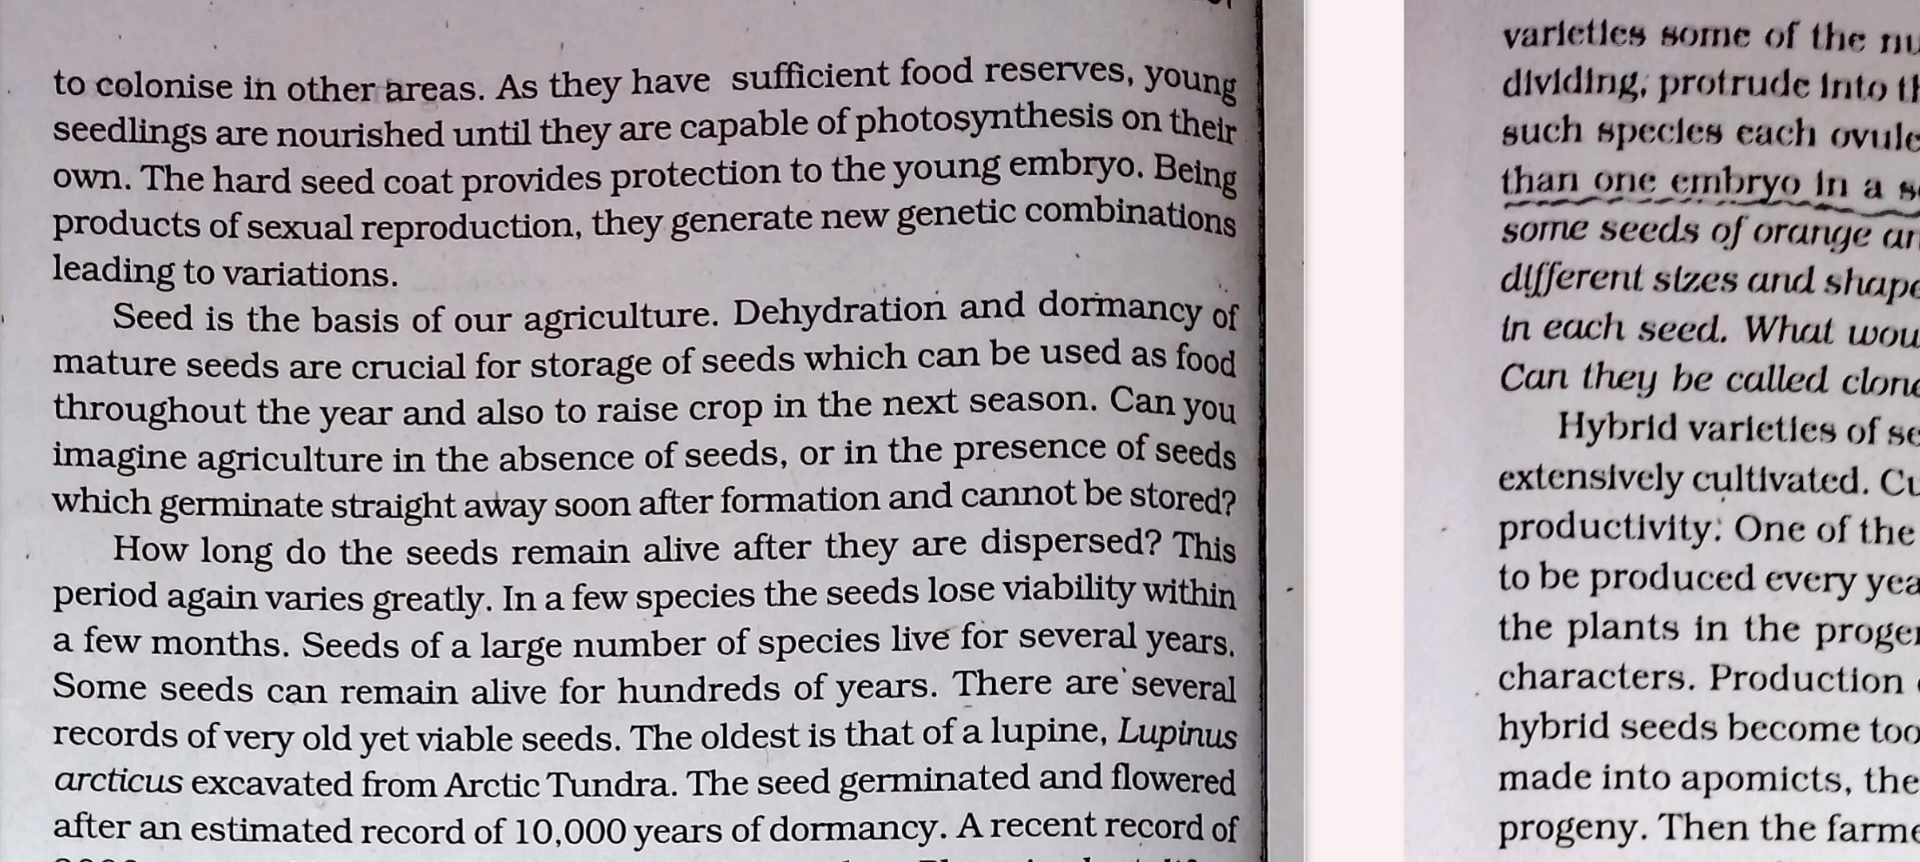 to colonise in other areas. As they have sufficient food reserves, young
seedlings are nourished until they are capable of photosynthesis on their
own. The hard seed coat provides protection to the young embryo. Being
products of sexual reproduction, they generate new genetic combinations
leading to variations.
Seed is the basis of our agriculture. Dehydration and dormancy of
mature seeds are crucial for storage of seeds which can be used as food
throughout the year and also to raise crop in the next season. Can you
imagine agriculture in the absence of seeds, or in the presence of seeds
which germinate straight away soon after formation and cannot be stored?
How long do the seeds remain alive after they are dispersed? This
period again varies greatly. In a few species the seeds lose viability within
a few months. Seeds of a large number of species live for several years.
Some seeds can remain alive for hundreds of years. There are several
records of very old yet viable seeds. The oldest is that of a lupine, Lupinus
arcticus excavated from Arctic Tundra. The seed germinated and flowered
after an estimated record of 10,000 years of dormancy. A recent record of
varieties some of the
dividing, protrude into
such species each
than one embryo in a
some seeds of orange
different sizes and
in each seed. What
Can they be called
Hybrid varieties of
extensively cultivated.
productivity. One of the
to be produced every
the plants in the
characters. Production
hybrid seeds become
made into apomicts, the
progeny. Then the